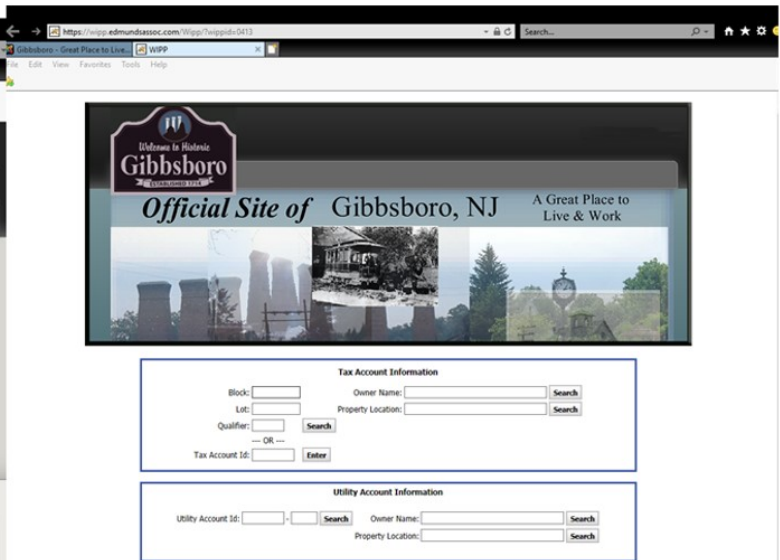 https://wipp.edmundsassoc.com/Wipp/?wippid=0413
Search...
Gibbsboro - Great Place to Live...
WIPP
File Edit View Favorites Tools Help
Welcome to Historic
Gibbsboro
ESTABLISHED 1714
Official Site of Gibbsboro, NJ
A Great Place to
Live & Work
Tax Account Information
Block: Owner Name: Search
Lot: Property Location: Search
Qualifier: Search
--- OR ---
Tax Account Id: Enter
Utility Account Information
Utility Account Id: - Search Owner Name: Search
Property Location: Search